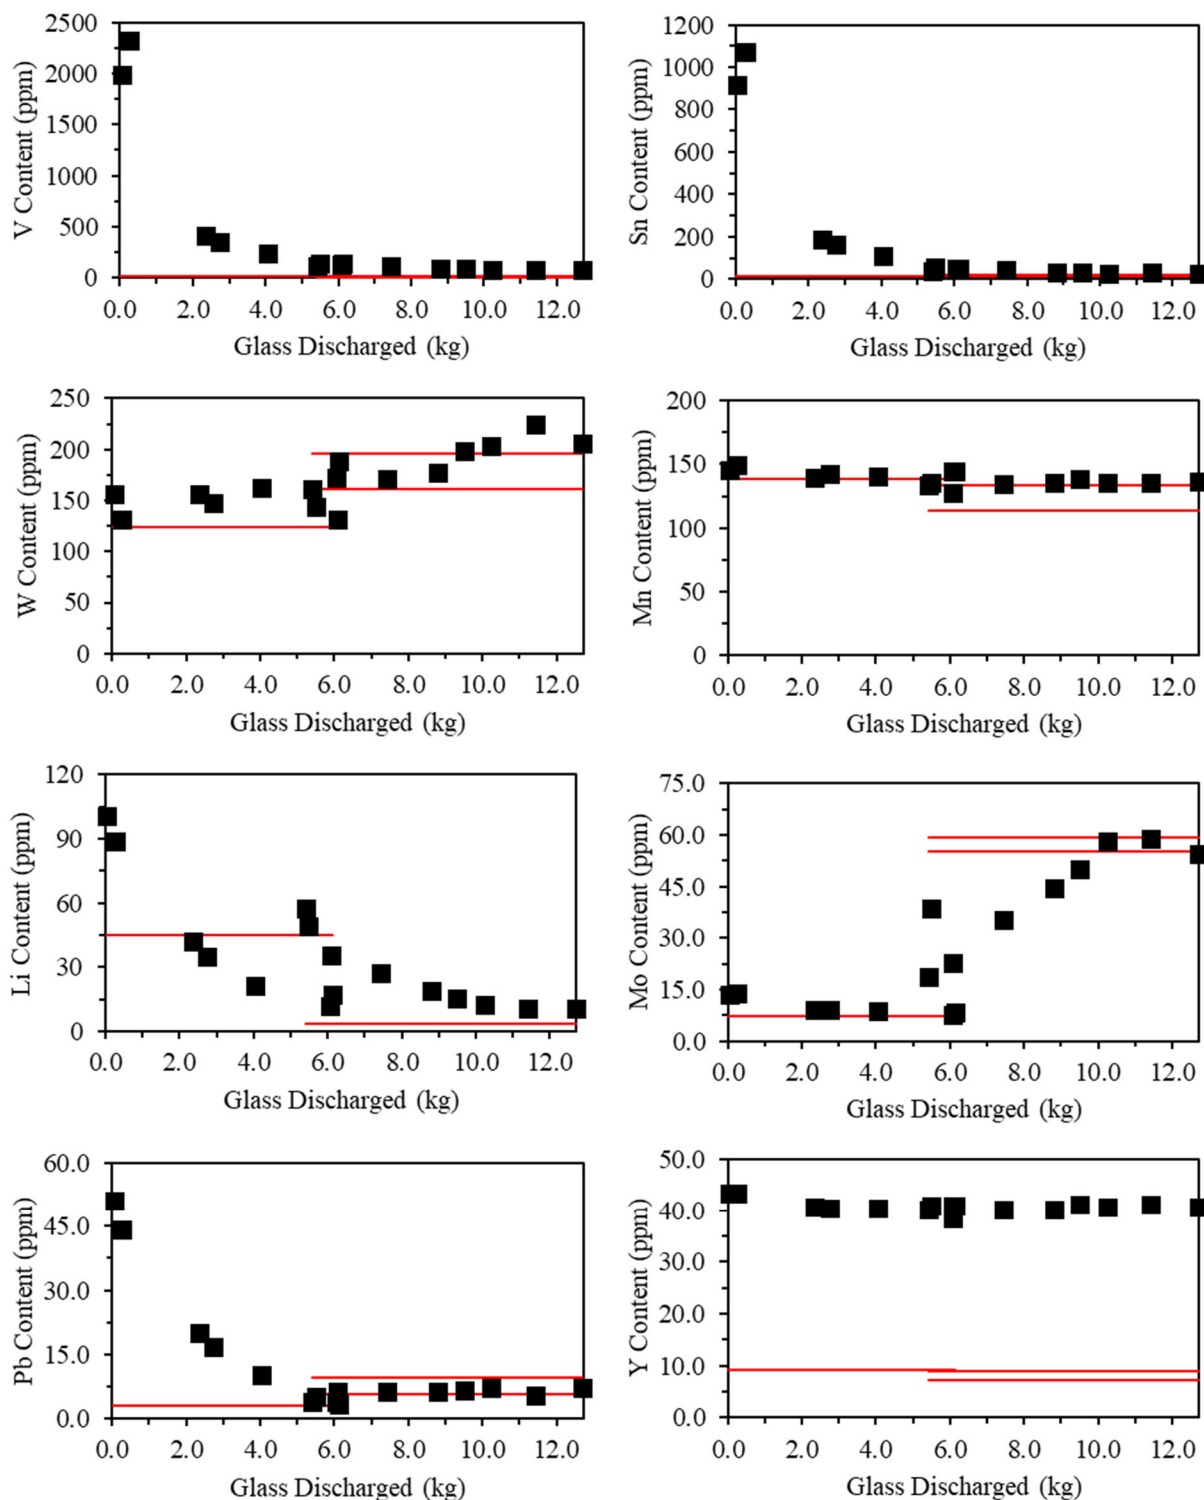 V Content (ppm)
2500
2000
1500
1000
500
0
0.0 2.0 4.0 6.0 8.0 10.0 12.0
Glass Discharged (kg)
Sn Content (ppm)
1200
1000
800
600
400
200
0
0.0 2.0 4.0 6.0 8.0 10.0 12.0
Glass Discharged (kg)
W Content (ppm)
250
200
150
100
50
0
0.0 2.0 4.0 6.0 8.0 10.0 12.0
Glass Discharged (kg)
Mn Content (ppm)
200
150
100
50
0
0.0 2.0 4.0 6.0 8.0 10.0 12.0
Glass Discharged (kg)
Li Content (ppm)
120
90
60
30
0
0.0 2.0 4.0 6.0 8.0 10.0 12.0
Glass Discharged (kg)
Mo Content (ppm)
75.0
60.0
45.0
30.0
15.0
0.0
0.0 2.0 4.0 6.0 8.0 10.0 12.0
Glass Discharged (kg)
Pb Content (ppm)
60.0
45.0
30.0
15.0
0.0
0.0 2.0 4.0 6.0 8.0 10.0 12.0
Glass Discharged (kg)
Y Content (ppm)
50.0
40.0
30.0
20.0
10.0
0.0
0.0 2.0 4.0 6.0 8.0 10.0 12.0
Glass Discharged (kg)